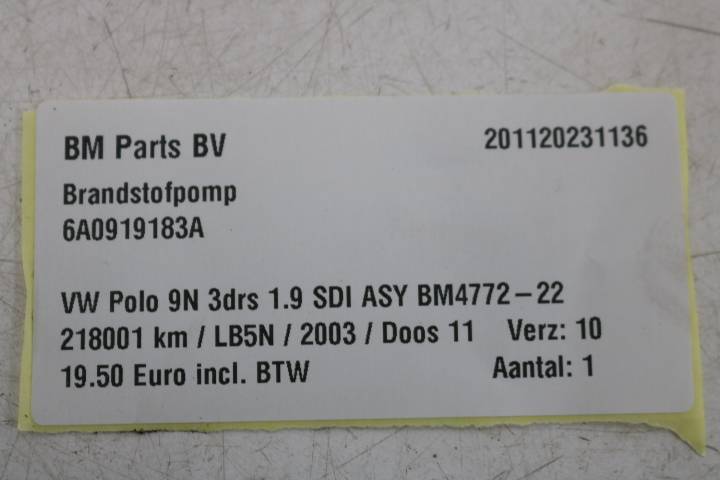 BM Parts BV 201120231136
Brandstofpomp
6A0919183A
VW Polo 9N 3drs 1.9 SDI ASY BM4772-22
218001 km / LB5N / 2003 / Doos 11 Verz: 10
19.50 Euro incl. BTW Aantal: 1